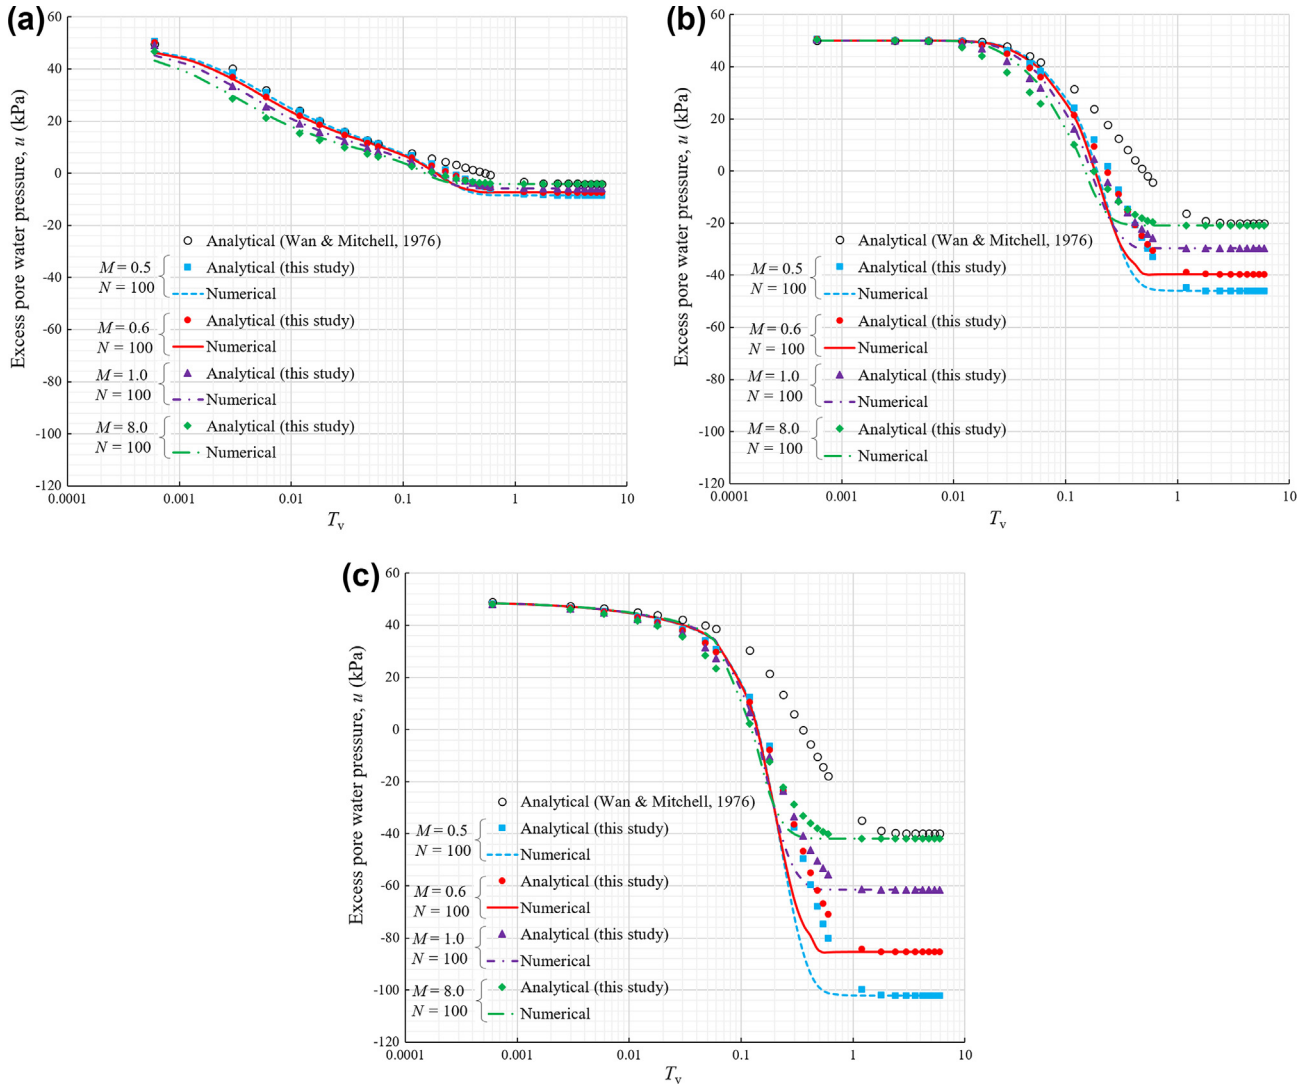 (a)
60
40
20
0
-20
-40
-60
-80
-100
-120
Excess pore water pressure, u (kPa)
Analytical (Wan & Mitchell, 1976)
M = 0.5
N = 100
Analytical (this study)
Numerical
M = 0.6
N = 100
Analytical (this study)
Numerical
M = 1.0
N = 100
Analytical (this study)
Numerical
M = 8.0
N = 100
Analytical (this study)
Numerical
0.0001 0.001 0.01 0.1 1 10
Tv
(b)
60
40
20
0
-20
-40
-60
-80
-100
-120
Excess pore water pressure, u (kPa)
Analytical (Wan & Mitchell, 1976)
M = 0.5
N = 100
Analytical (this study)
Numerical
M = 0.6
N = 100
Analytical (this study)
Numerical
M = 1.0
N = 100
Analytical (this study)
Numerical
M = 8.0
N = 100
Analytical (this study)
Numerical
0.0001 0.001 0.01 0.1 1 10
Tv
(c)
60
40
20
0
-20
-40
-60
-80
-100
-120
Excess pore water pressure, u (kPa)
Analytical (Wan & Mitchell, 1976)
M = 0.5
N = 100
Analytical (this study)
Numerical
M = 0.6
N = 100
Analytical (this study)
Numerical
M = 1.0
N = 100
Analytical (this study)
Numerical
M = 8.0
N = 100
Analytical (this study)
Numerical
0.0001 0.001 0.01 0.1 1 10
Tv